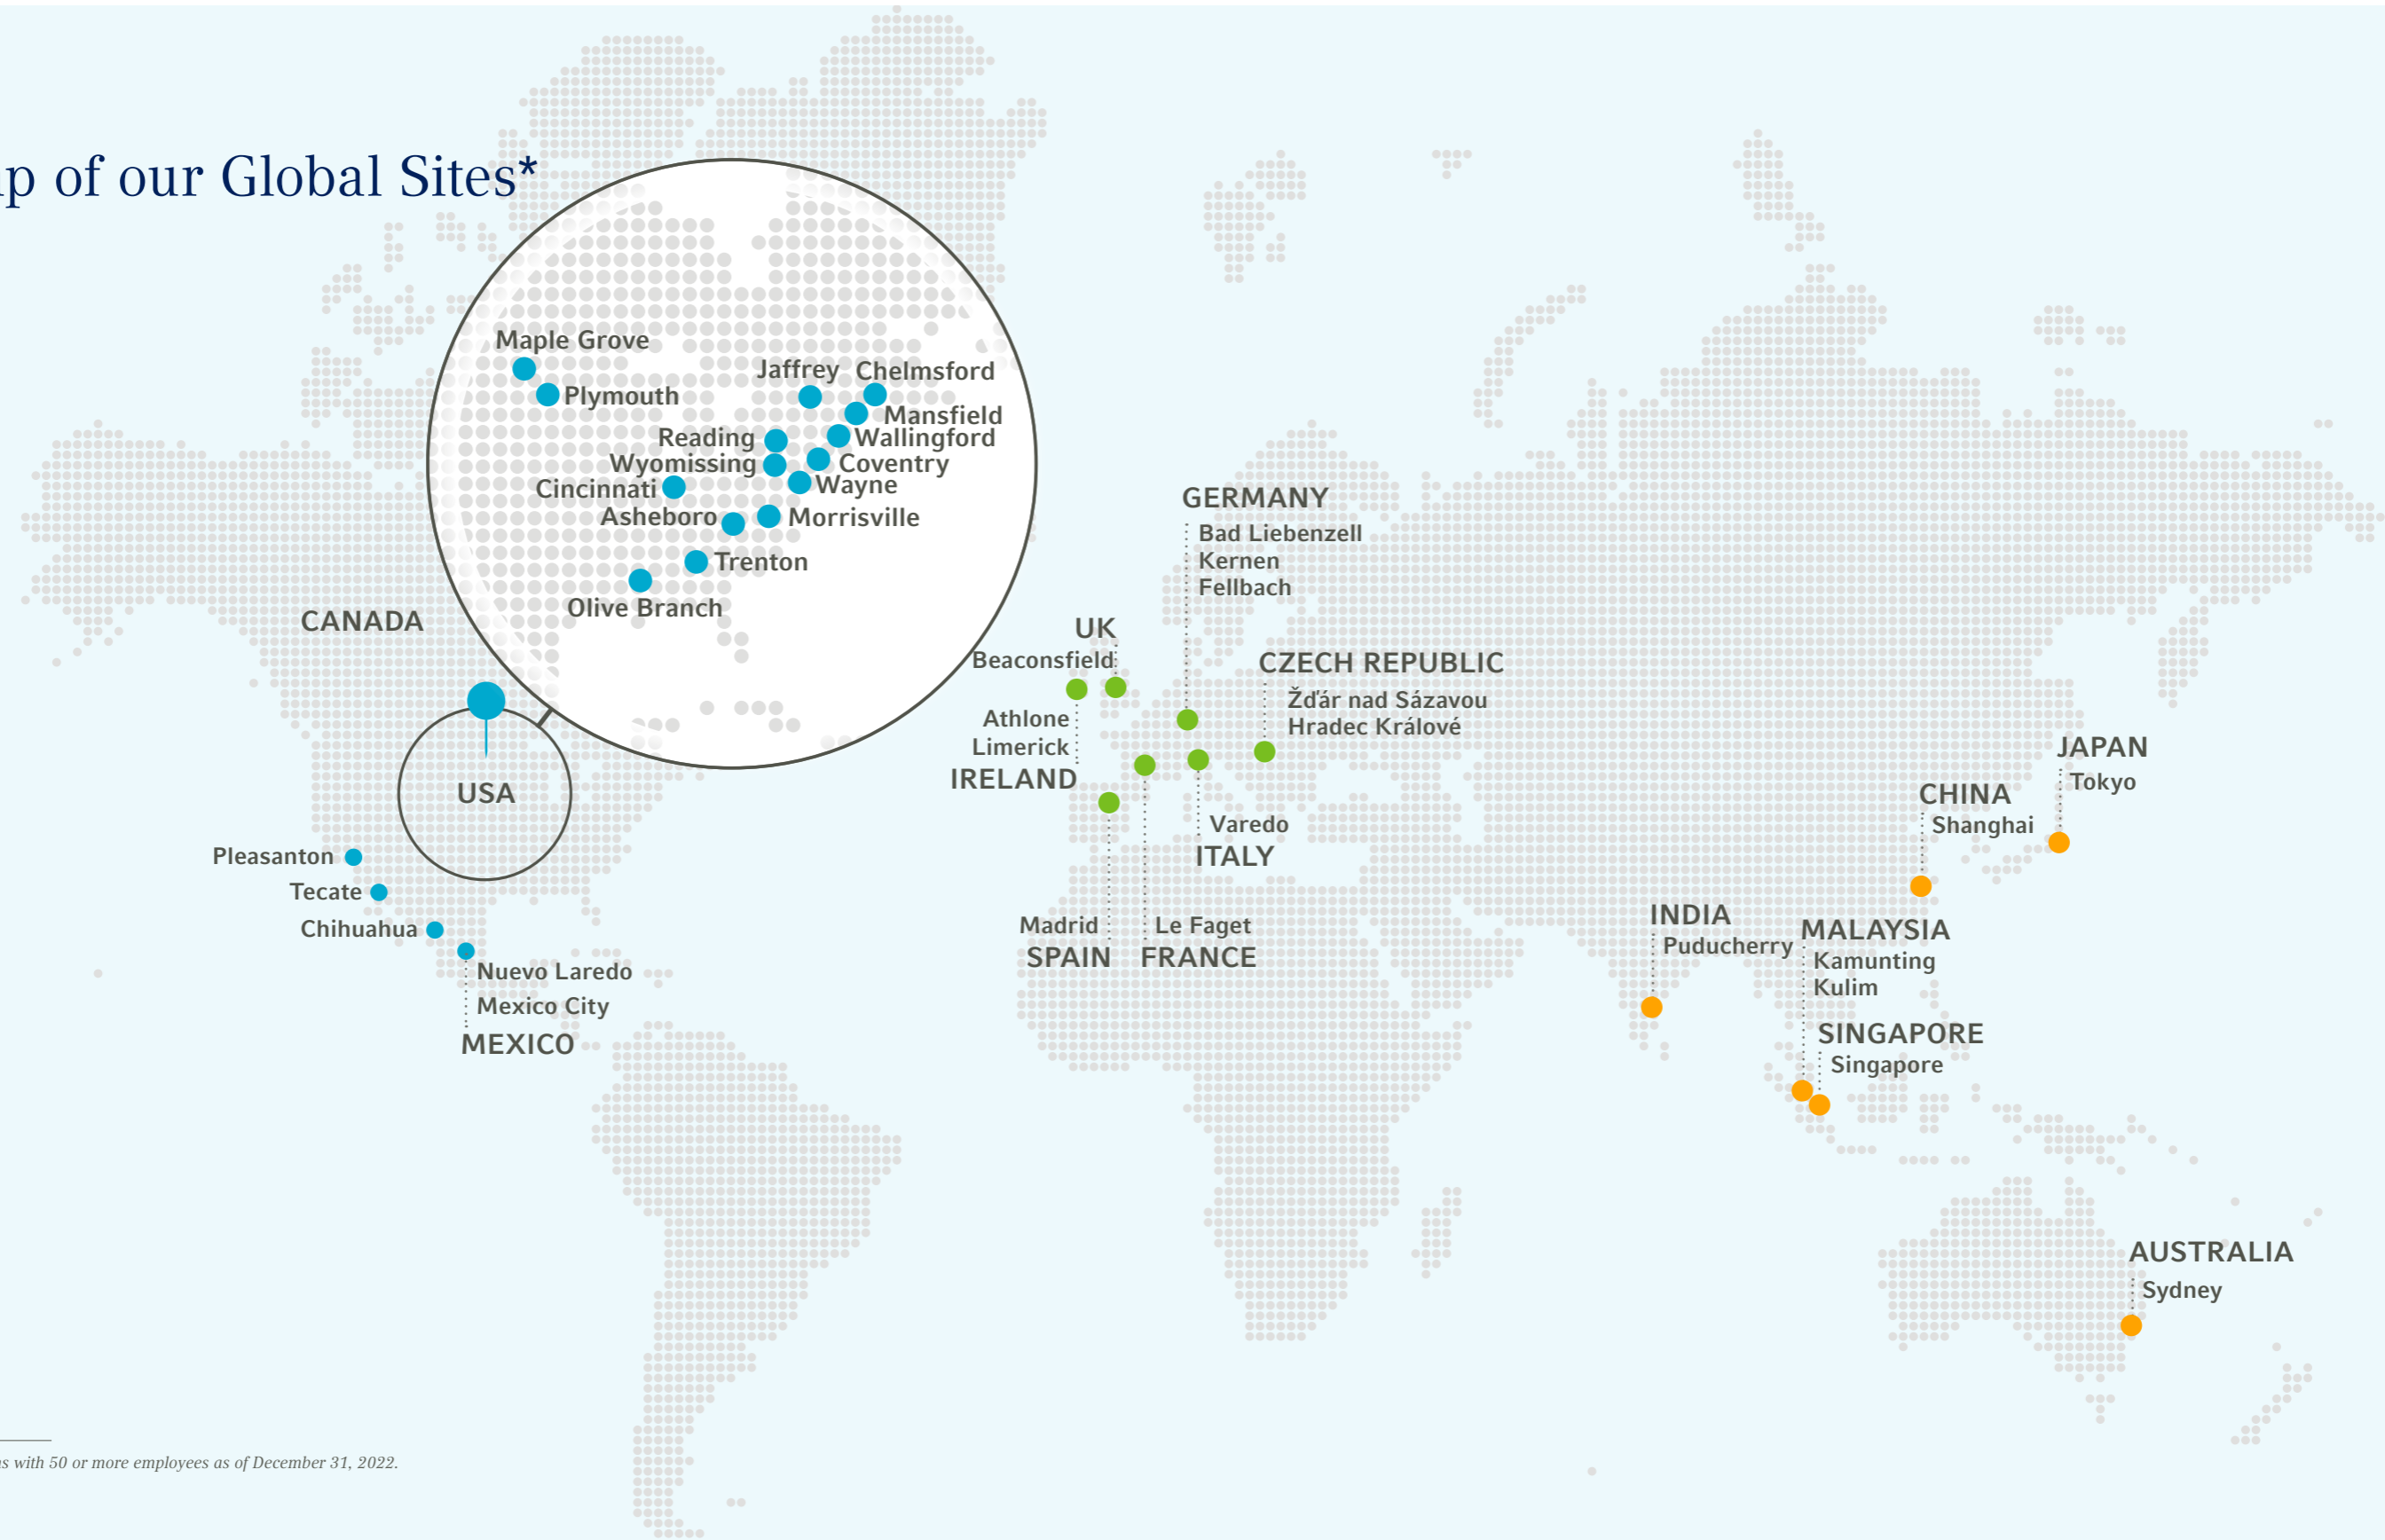 p of our Global Sites*
Maple Grove
Plymouth
Jaffrey
Chelmsford
Mansfield
Reading
Wallingford
Wyomissing
Coventry
Cincinnati
Wayne
Asheboro
Morrisville
Trenton
Olive Branch
CANADA
USA
Pleasanton
Tecate
Chihuahua
Nuevo Laredo
Mexico City
MEXICO
GERMANY
Bad Liebenzell
Kernen
Fellbach
UK
Beaconsfield
CZECH REPUBLIC
Žďár nad Sázavou
Hradec Králové
Athlone
Limerick
IRELAND
Varedo
ITALY
Madrid
SPAIN
Le Faget
FRANCE
JAPAN
Tokyo
CHINA
Shanghai
INDIA
Puducherry
MALAYSIA
Kamunting
Kulim
SINGAPORE
Singapore
AUSTRALIA
Sydney
s with 50 or more employees as of December 31, 2022.